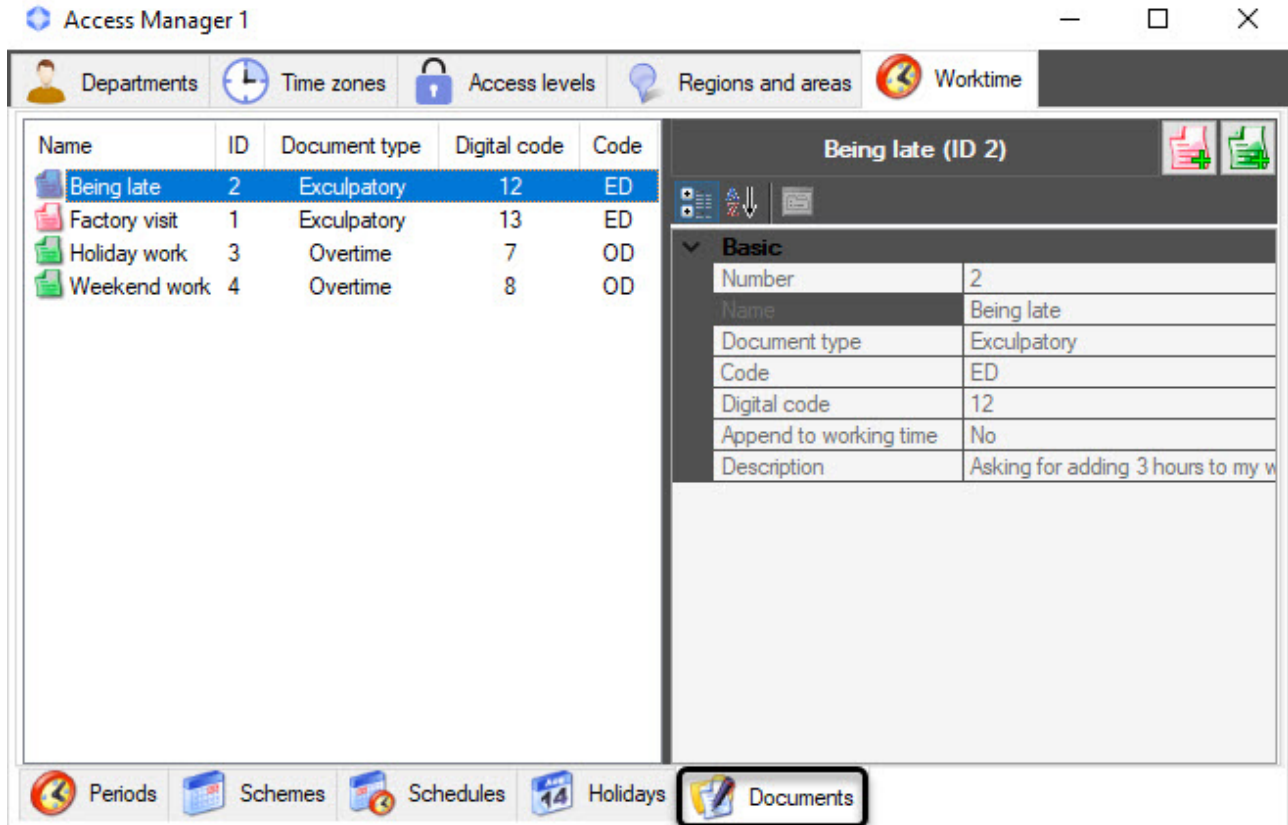 Access Manager 1
Departments Time zones Access levels Regions and areas Worktime
Name ID Document type Digital code Code
Being late 2 Exculpatory 12 ED
Factory visit 1 Exculpatory 13 ED
Holiday work 3 Overtime 7 OD
Weekend work 4 Overtime 8 OD
Being late (ID 2)
Basic
Number 2
Name Being late
Document type Exculpatory
Code ED
Digital code 12
Append to working time No
Description Asking for adding 3 hours to my w
Periods Schemes Schedules Holidays Documents